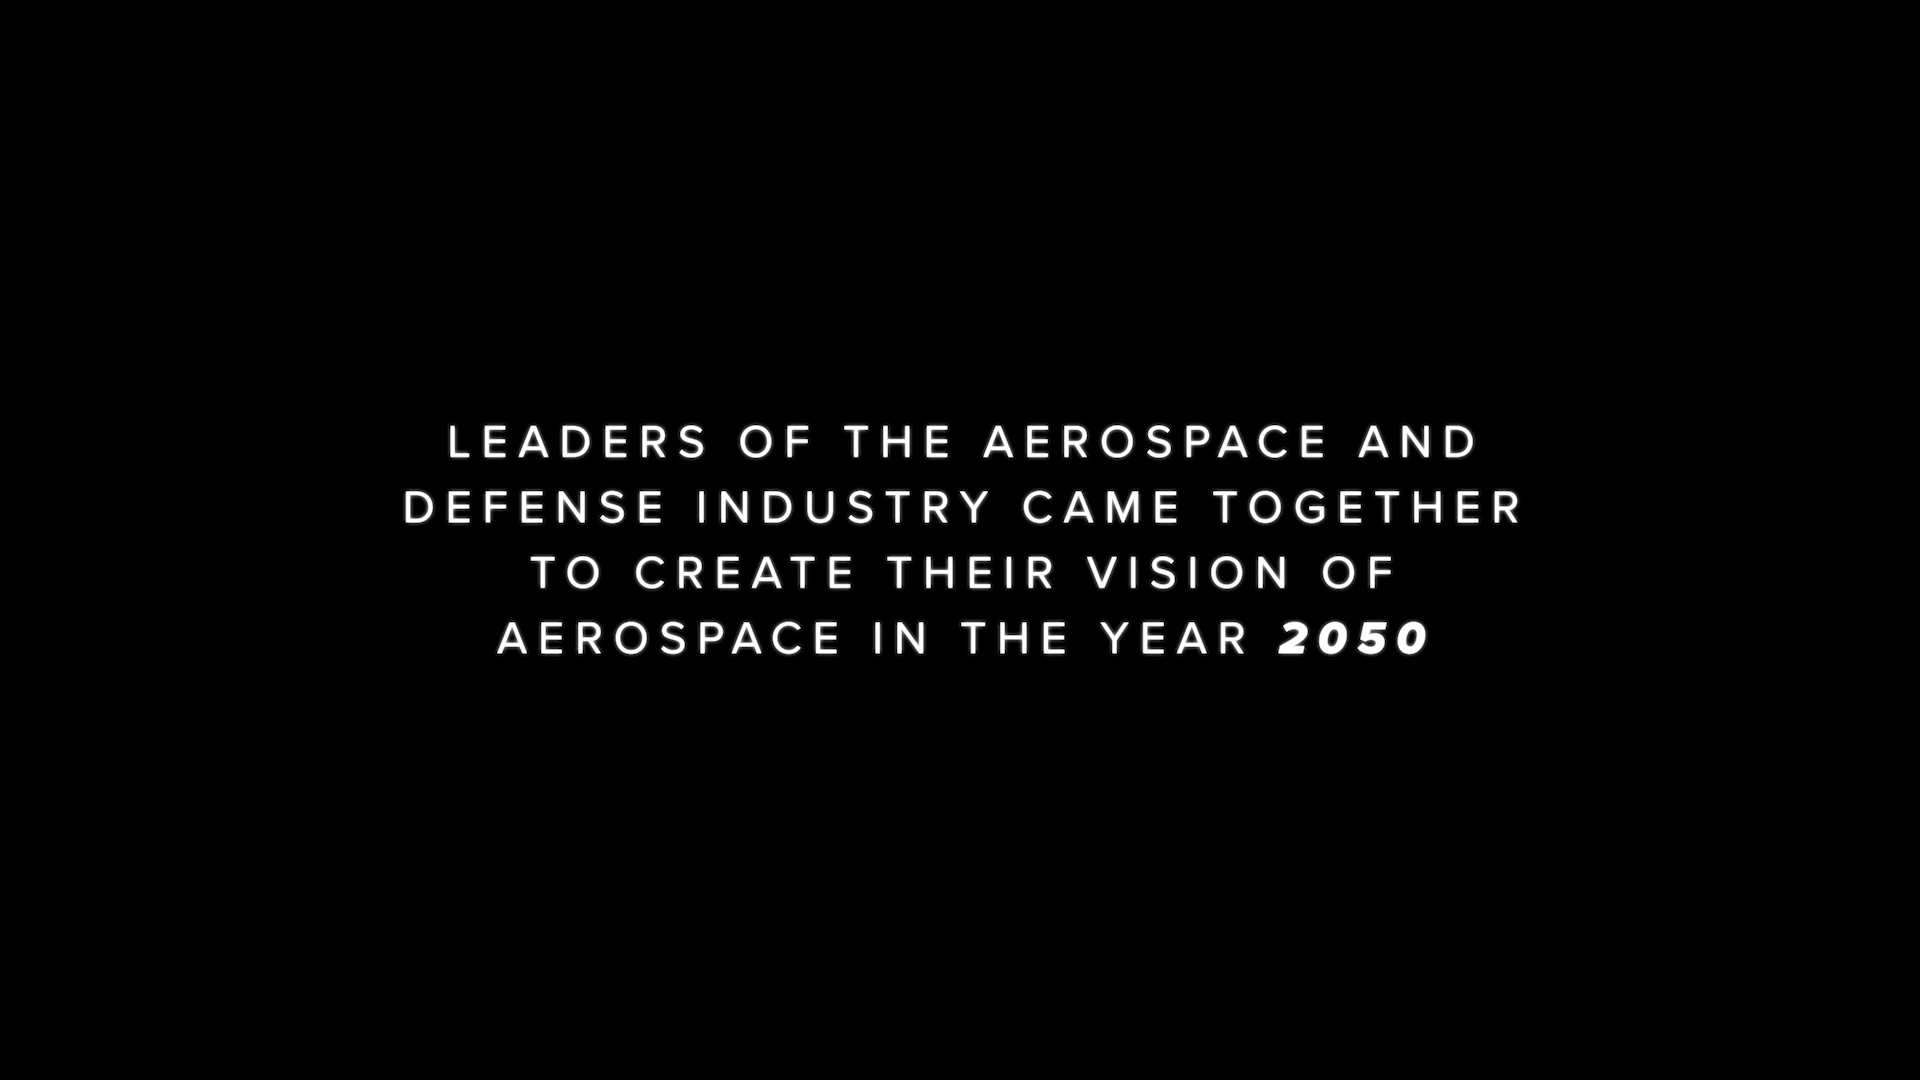 LEADERS OF THE AEROSPACE AND
DEFENSE INDUSTRY CAME TOGETHER
TO CREATE THEIR VISION OF
AEROSPACE IN THE YEAR 2050